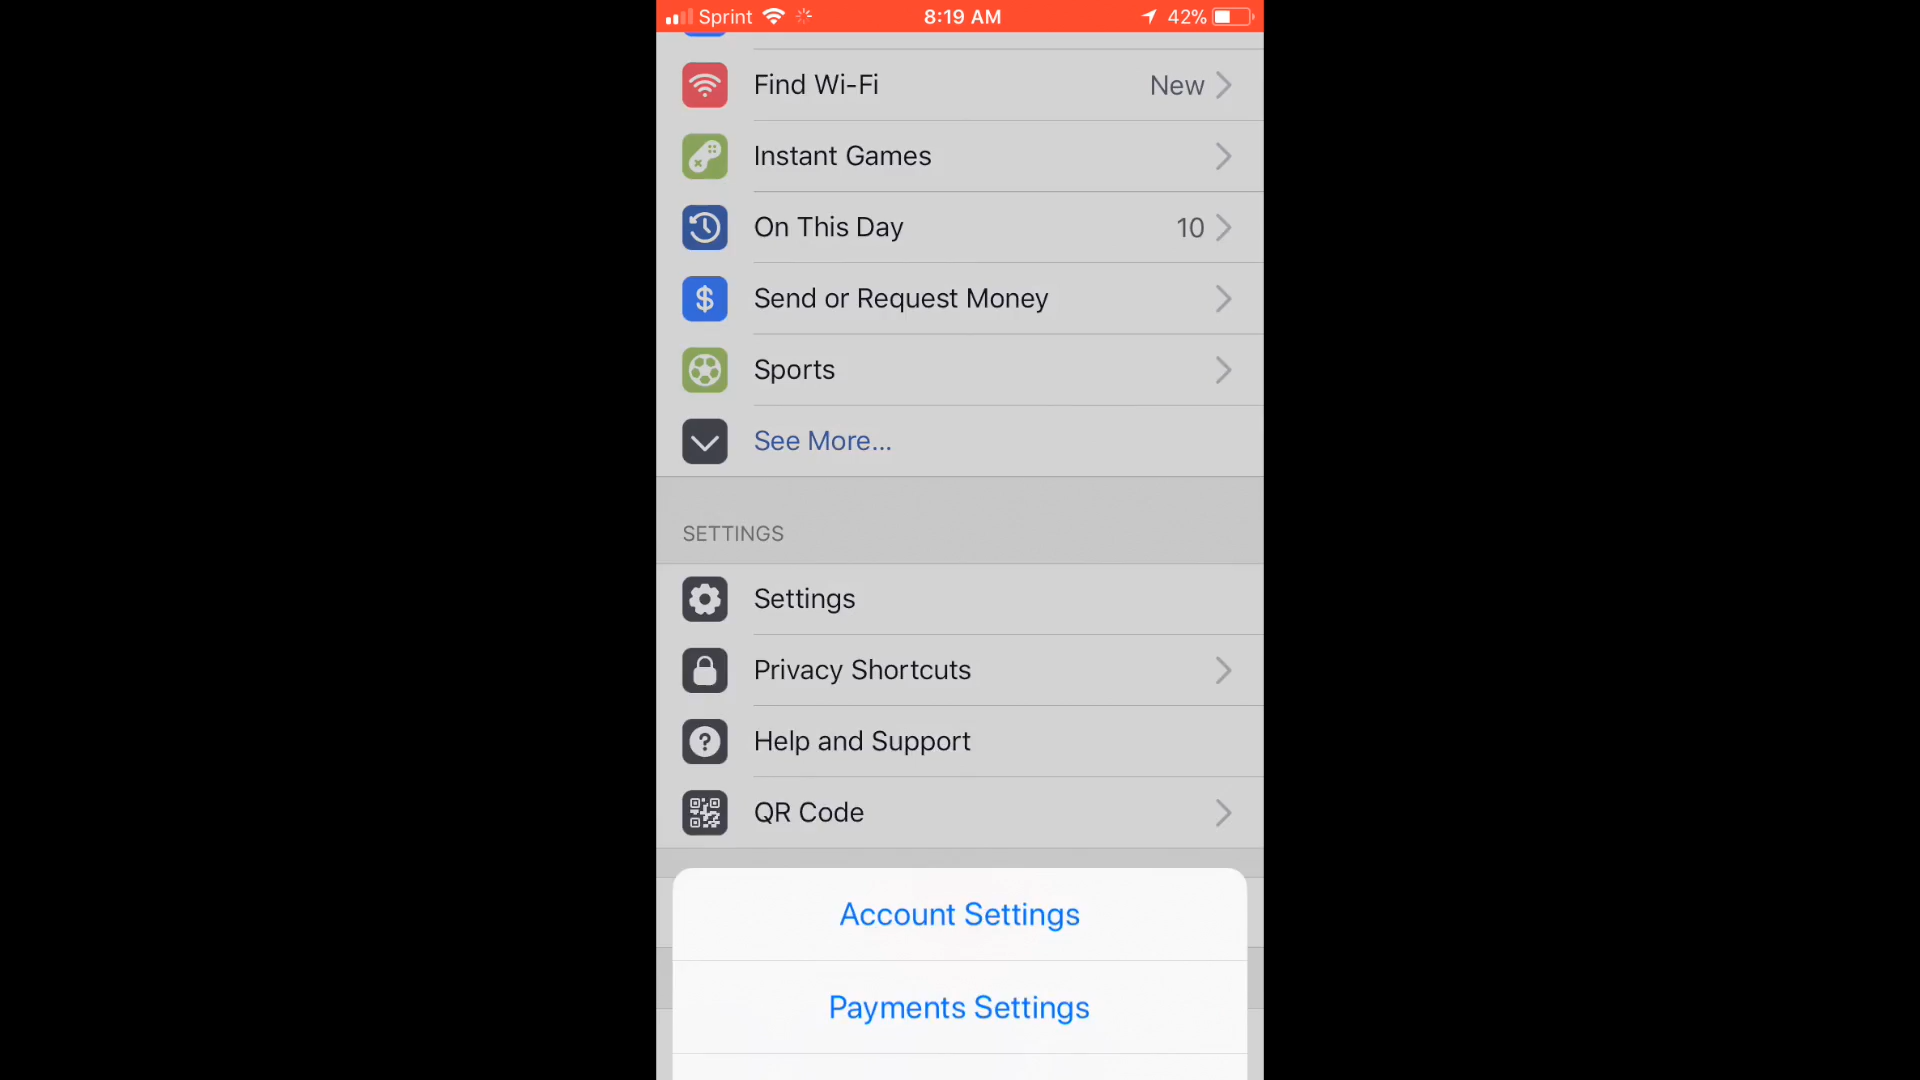 Sprint 8:19 AM 42%
Find Wi-Fi New
Instant Games
On This Day 10
Send or Request Money
Sports
See More...
SETTINGS
Settings
Privacy Shortcuts
Help and Support
QR Code
Account Settings
Payments Settings